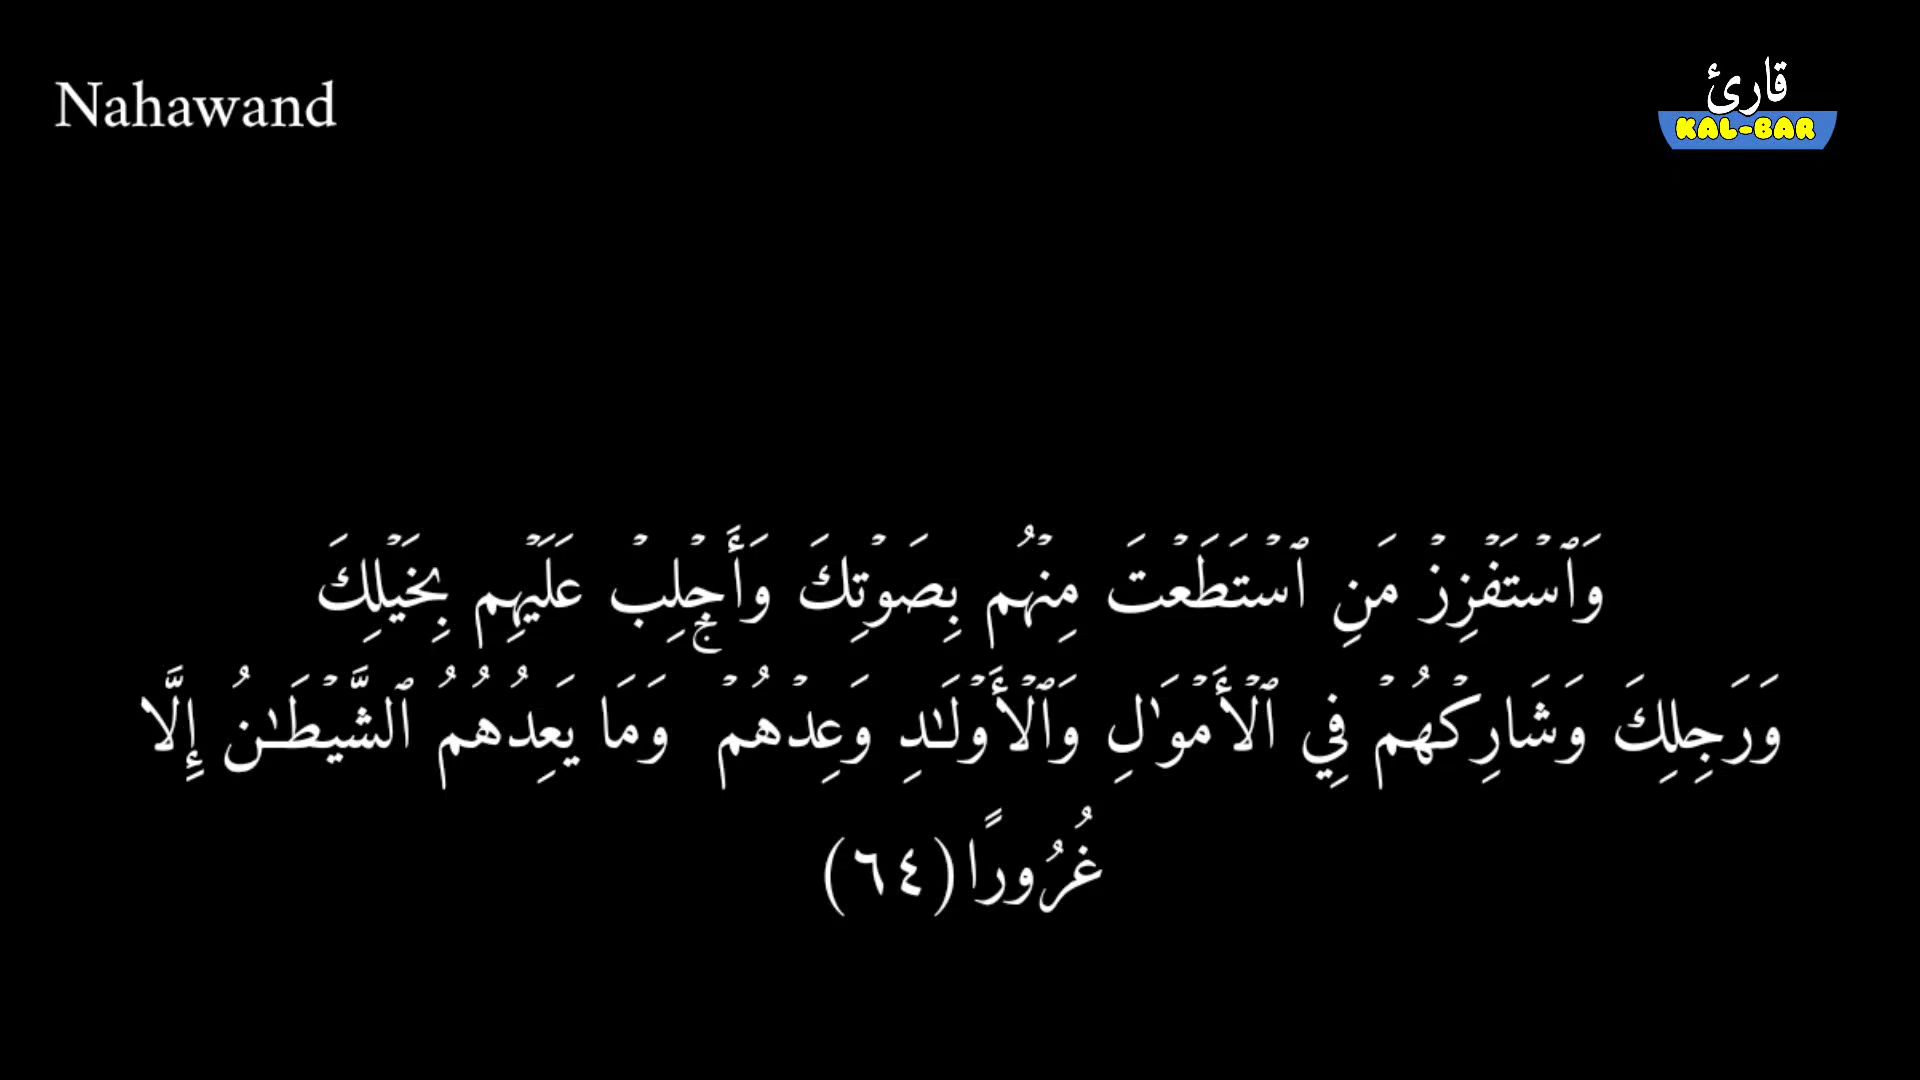 Nahawand
قارئ
KAL-BAR
وَٱسۡتَفۡزِزۡ مَنِ ٱسۡتَطَعۡتَ مِنۡهُم بِصَوۡتِكَ وَأَجۡلِبۡ عَلَيۡهِم بِخَيۡلِكَ
وَرَجِلِكَ وَشَارِكۡهُمۡ فِي ٱلۡأَمۡوَٰلِ وَٱلۡأَوۡلَٰدِ وَعِدۡهُمۡۚ وَمَا يَعِدُهُمُ ٱلشَّيۡطَٰنُ إِلَّا
غُرُورًا (٦٤)